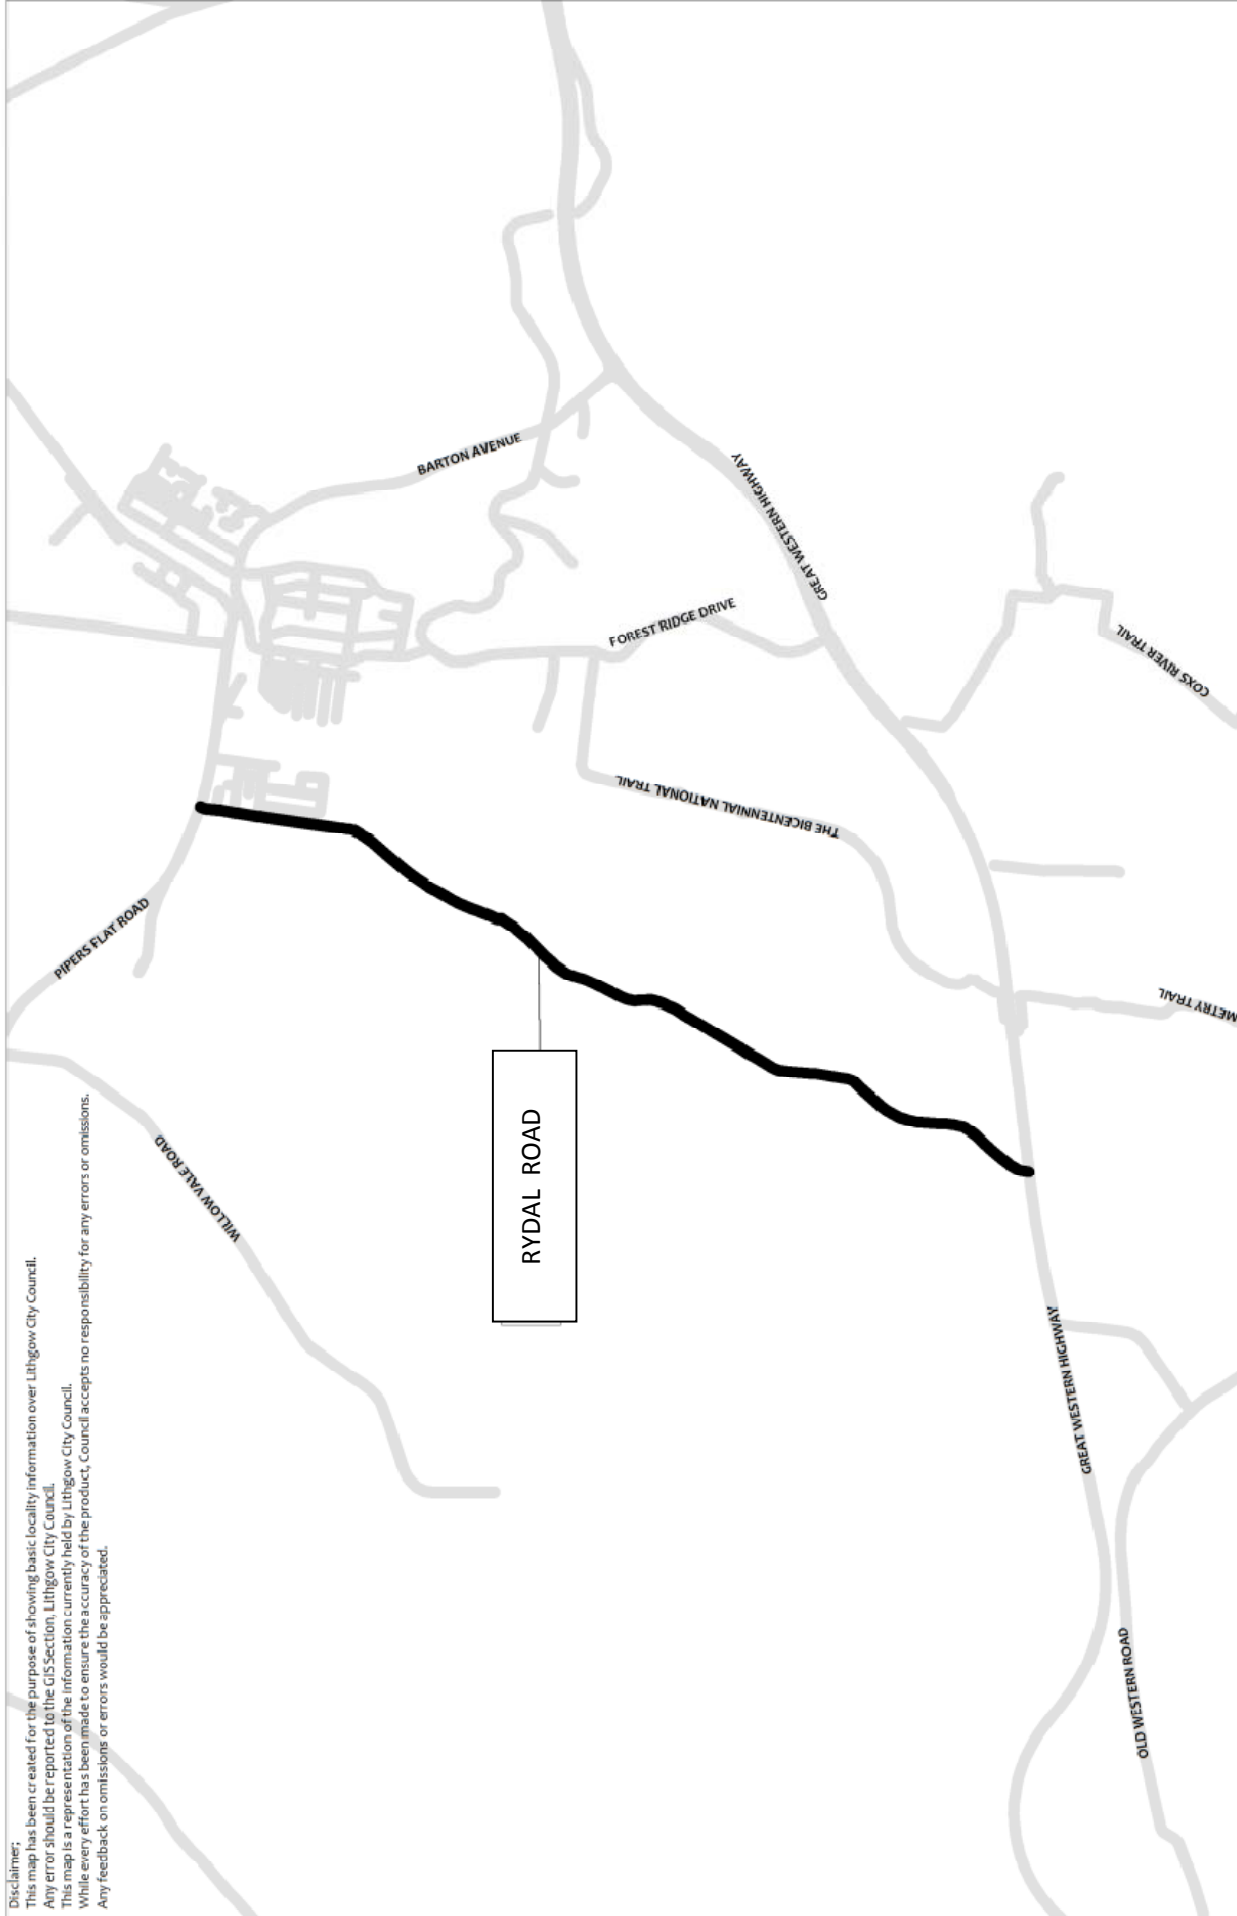 Disclaimer;
This map has been created for the purpose of showing basic locality information over Lithgow City Council.
Any error should be reported to the GIS Section, Lithgow City Council.
This map is a representation of the information currently held by Lithgow City Council.
While every effort has been made to ensure the accuracy of the product, Council accepts no responsibility for any errors or omissions.
Any feedback on omissions or errors would be appreciated.
WILLOW VALE ROAD
PIPERS FLAT ROAD
BARTON AVENUE
RYDAL ROAD
FOREST RIDGE DRIVE
THE BICENTENNIAL NATIONAL TRAIL
GREAT WESTERN HIGHWAY
GREAT WESTERN HIGHWAY
OLD WESTERN ROAD
COXS RIVER TRAIL
METRY TRAIL